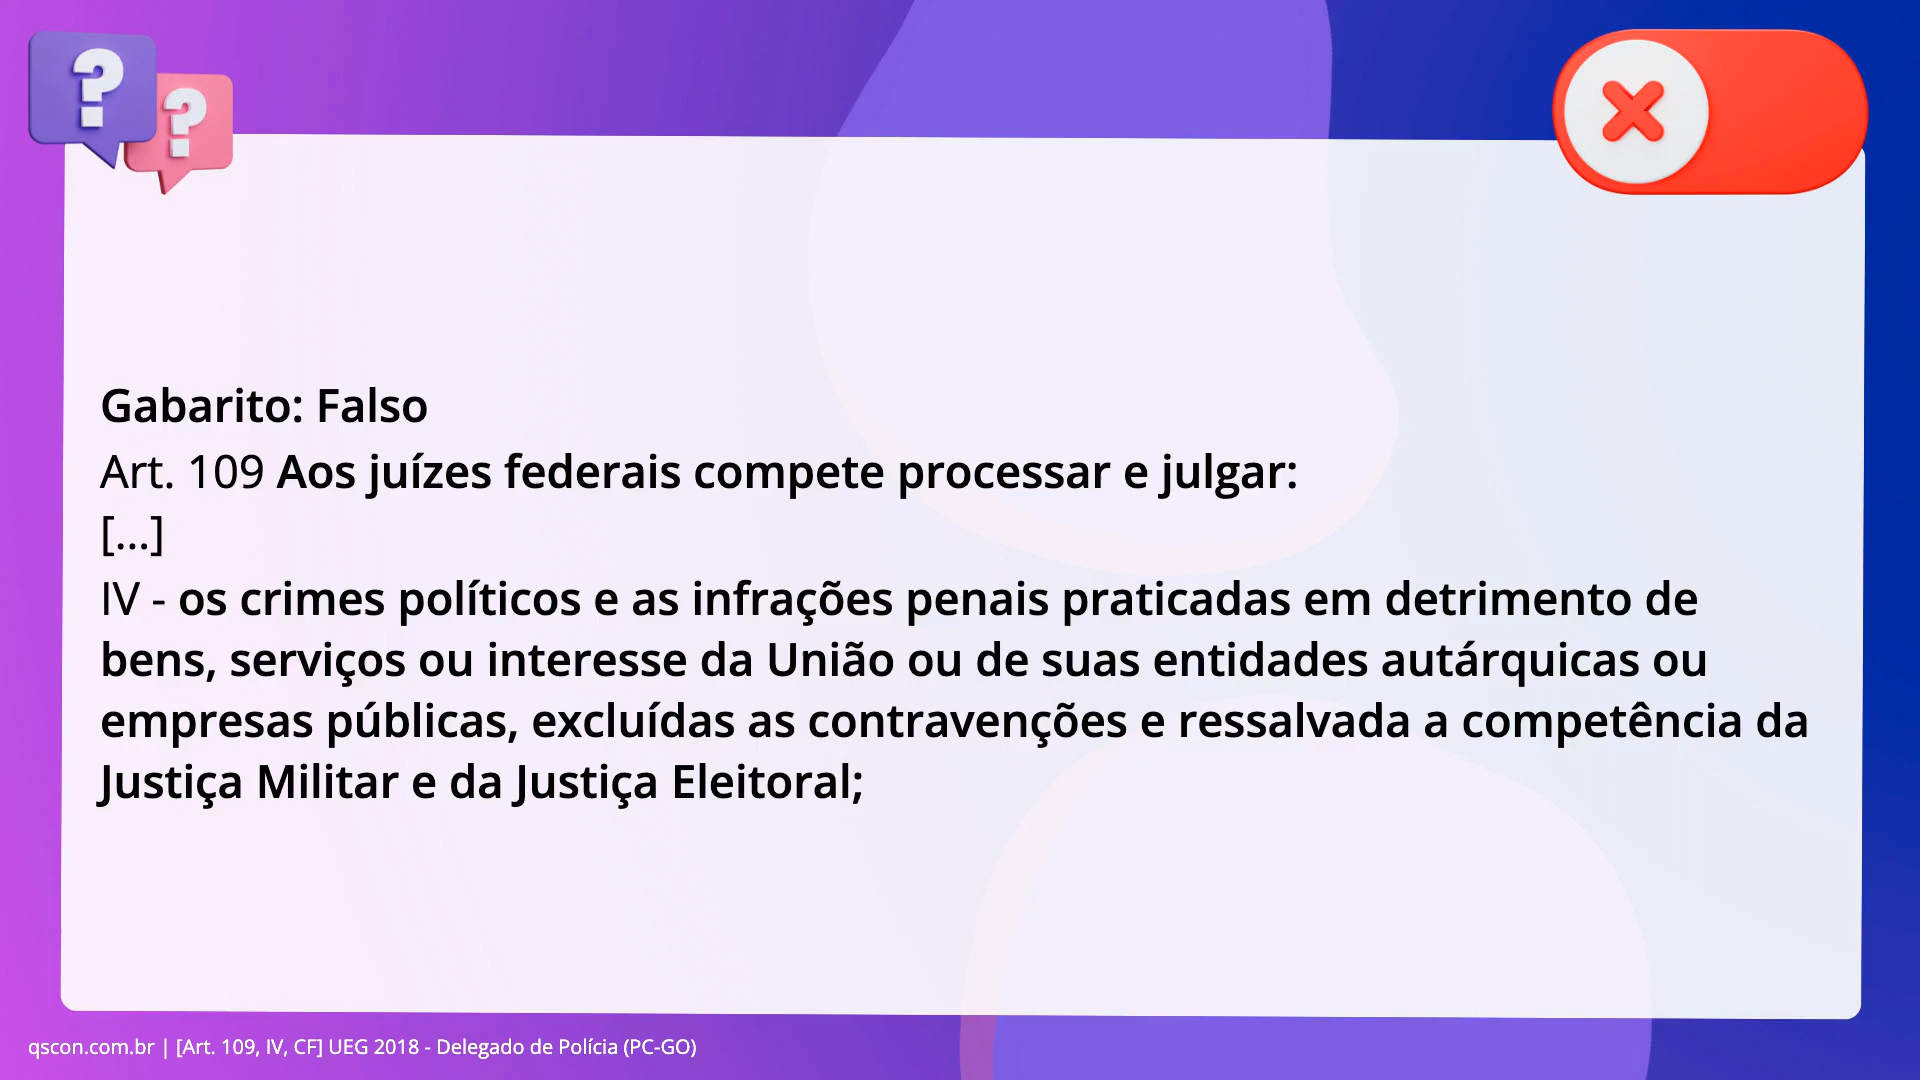 ?
?
Gabarito: Falso
Art. 109 Aos juízes federais compete processar e julgar:
[...]
IV - os crimes políticos e as infrações penais praticadas em detrimento de
bens, serviços ou interesse da União ou de suas entidades autárquicas ou
empresas públicas, excluídas as contravenções e ressalvada a competência da
Justiça Militar e da Justiça Eleitoral;
qscon.com.br | [Art. 109, IV, CF] UEG 2018 - Delegado de Polícia (PC-GO)